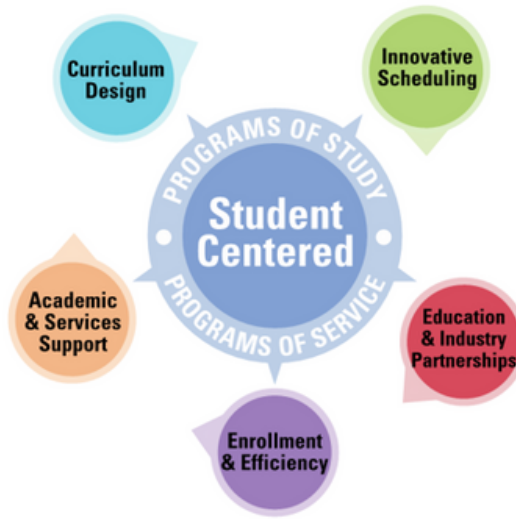 Curriculum
Design
Innovative
Scheduling
PROGRAMS OF STUDY
Student
Centered
PROGRAMS OF SERVICE
Academic
& Services
Support
Education
& Industry
Partnerships
Enrollment
& Efficiency